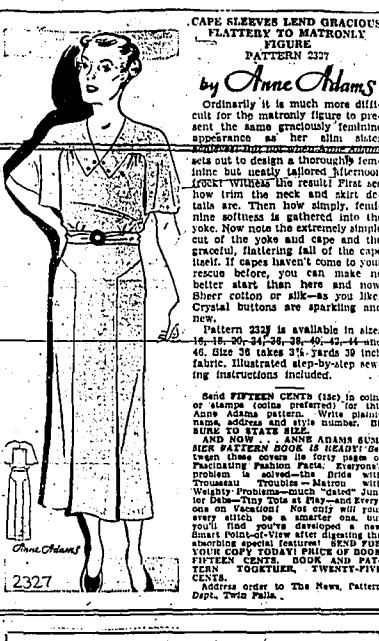 CAPE SLEEVES LEND GRACIOUS
FLATTERY TO MATRONLY
FIGURE
PATTERN 2327
by Anne Adams
Ordinarily it is much more diffi-
cult for the matronly figure to pre-
sent the same graciously feminine
appearance as her slim sister
achieves. But not when Anne Adams
sets out to design a thoroughly fem-
inine but neatly tailored afternoon
frock! Witness the result! First see
how trim the neck and skirt de-
tails are. Then how simply, femi-
nine softness is gathered into the
yoke. Now note the extremely simple
cut of the yoke and cape and the
graceful, flattering fall of the cape
itself. If capes haven't come to your
rescue before, you can make no
better start than here and now.
Sheer cotton or silk—as you like.
Crystal buttons are sparkling and
new.
Pattern 2327 is available in sizes
16, 18, 20, 34, 36, 38, 40, 42, 44 and
46. Size 36 takes 3⅞ yards 39 inch
fabric. Illustrated step-by-step sew-
ing instructions included.
Send FIFTEEN CENTS (15c) in coins
or stamps (coins preferred) for this
Anne Adams pattern. Write plainly
name, address and style number. BE
SURE TO STATE SIZE.
AND NOW . . . ANNE ADAMS SUM-
MER PATTERN BOOK IS READY! Be-
tween these covers lie forty pages of
Fascinating Fashion Facts. Everyone's
problem is solved—the Bride with
Trousseau Troubles—Matron with
Weighty Problems—much "dated" Jun-
ior Debs—Tiny Tots at Play—and Every-
one on Vacation! Not only will your
every stitch be a smarter one, but
you'll find you've developed a new
Smart Point-of-View after digesting the
absorbing special features! SEND FOR
YOUR COPY TODAY! PRICE OF BOOK
FIFTEEN CENTS. BOOK AND PAT-
TERN TOGETHER, TWENTY-FIVE
CENTS.
Address order to The News, Pattern
Dept., Twin Falls.
Anne Adams
2327